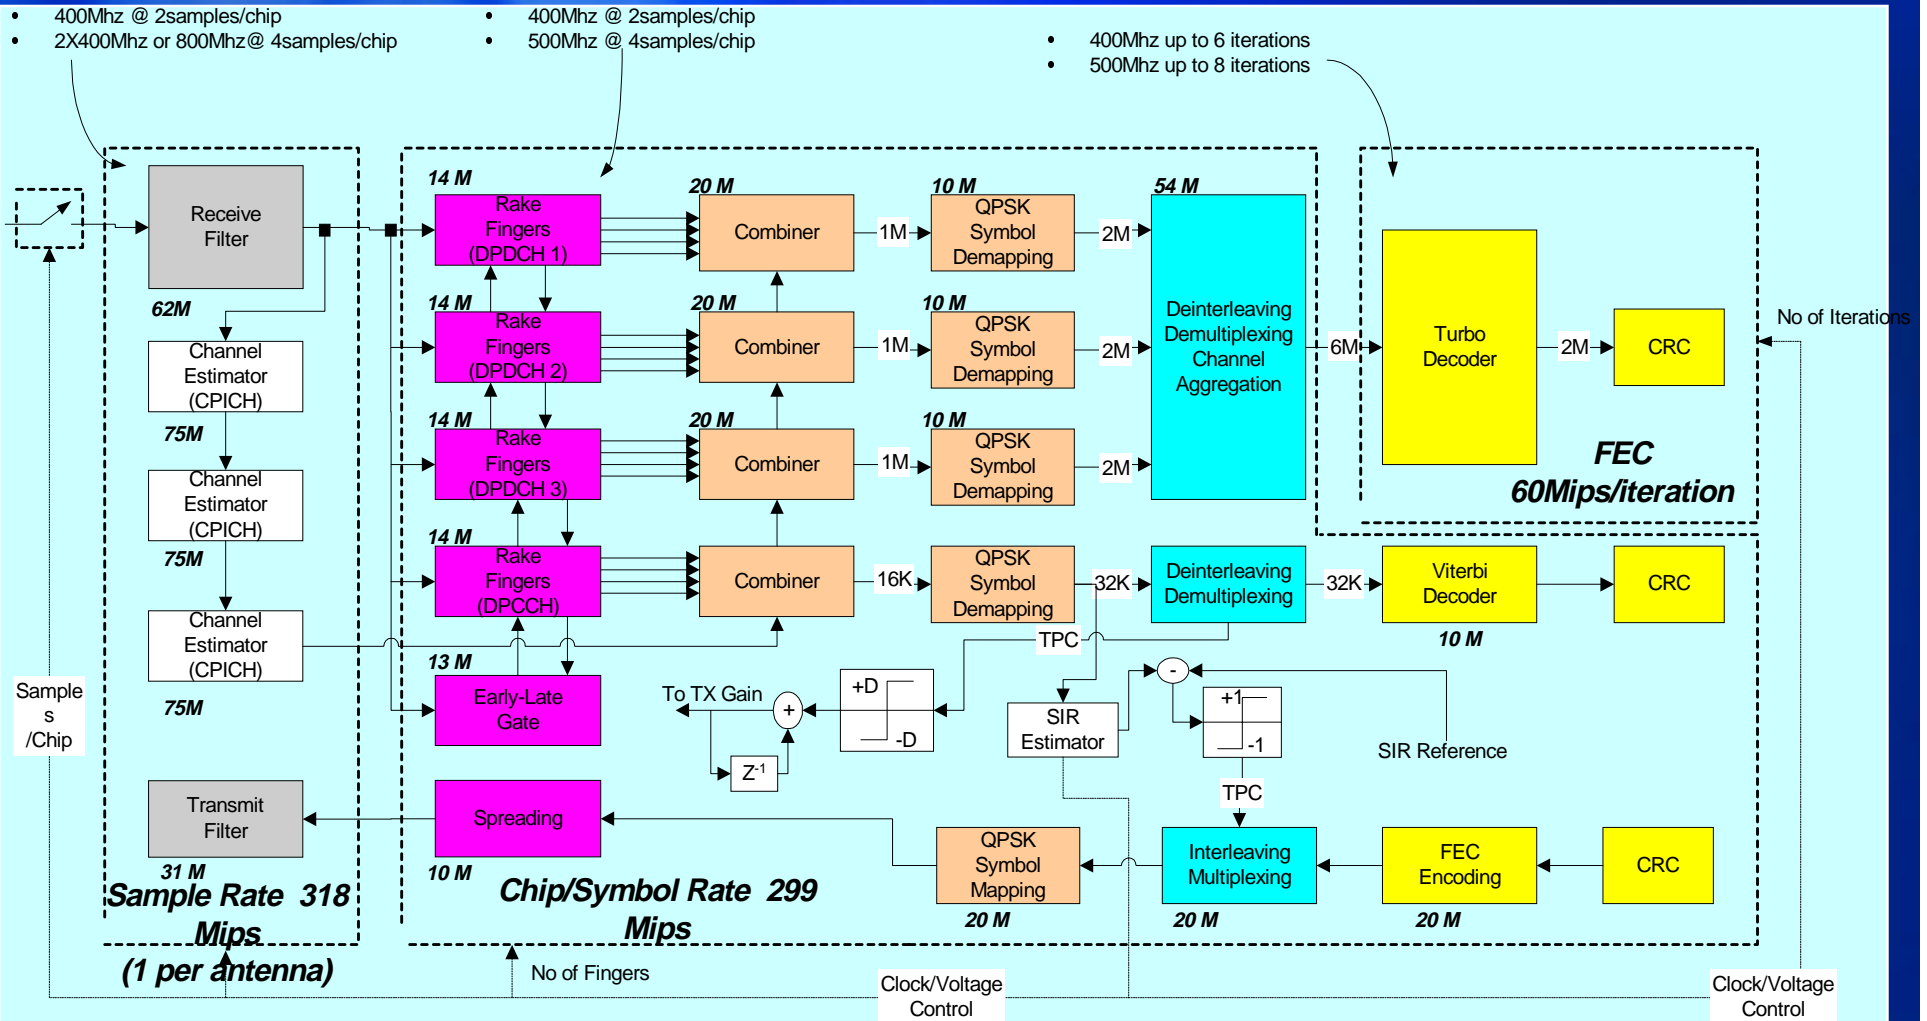 • 400Mhz @ 2samples/chip
• 2X400Mhz or 800Mhz@ 4samples/chip
• 400Mhz @ 2samples/chip
• 500Mhz @ 4samples/chip
• 400Mhz up to 6 iterations
• 500Mhz up to 8 iterations
Receive
Filter
62M
Channel
Estimator
(CPICH)
75M
Channel
Estimator
(CPICH)
75M
Channel
Estimator
(CPICH)
75M
Transmit
Filter
31 M
Sample Rate 318
Mips
(1 per antenna)
Sample
s
/Chip
14 M
Rake
Fingers
(DPDCH 1)
20 M
Combiner
1M
10 M
QPSK
Symbol
Demapping
2M
54 M
14 M
Rake
Fingers
(DPDCH 2)
20 M
Combiner
1M
10 M
QPSK
Symbol
Demapping
2M
Deinterleaving
Demultiplexing
Channel
Aggregation
14 M
Rake
Fingers
(DPDCH 3)
20 M
Combiner
1M
10 M
QPSK
Symbol
Demapping
2M
6M
Turbo
Decoder
2M
CRC
No of Iterations
FEC
60Mips/iteration
14 M
Rake
Fingers
(DPCCH)
Combiner
16K
QPSK
Symbol
Demapping
32K
Deinterleaving
Demultiplexing
32K
Viterbi
Decoder
10 M
CRC
13 M
Early-Late
Gate
To TX Gain
+
Z-1
+D
-D
TPC
SIR
Estimator
-
+1
-1
SIR Reference
TPC
Spreading
10 M
QPSK
Symbol
Mapping
20 M
Interleaving
Multiplexing
20 M
FEC
Encoding
20 M
CRC
Chip/Symbol Rate 299
Mips
No of Fingers
Clock/Voltage
Control
Clock/Voltage
Control